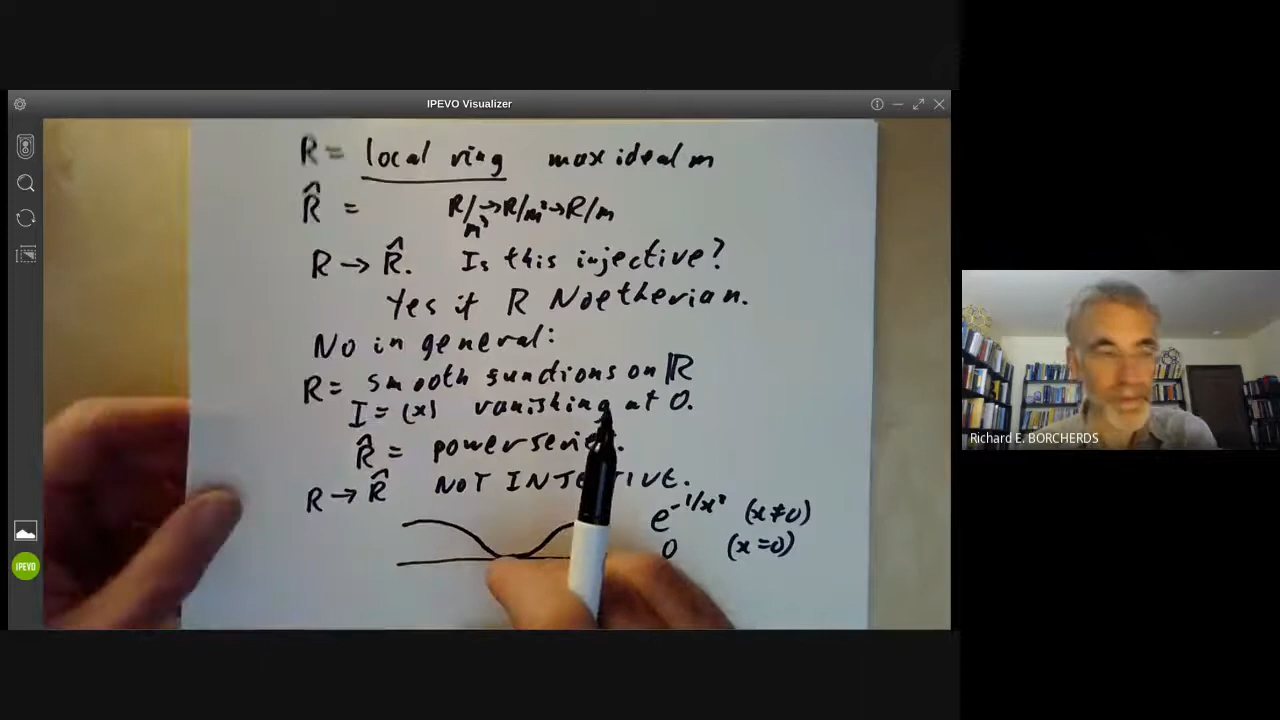 IPEVO Visualizer
R = local ring max ideal m
R̂ = R/m³ → R/m² → R/m
R → R̂. Is this injective?
Yes if R Noetherian.
No in general:
R = smooth functions on ℝ
I = (x) vanishing at 0.
R̂ = power series.
R → R̂ NOT INJECTIVE.
e^{-1/x²} (x≠0)
0 (x=0)
Richard E. BORCHERDS
IPEVO